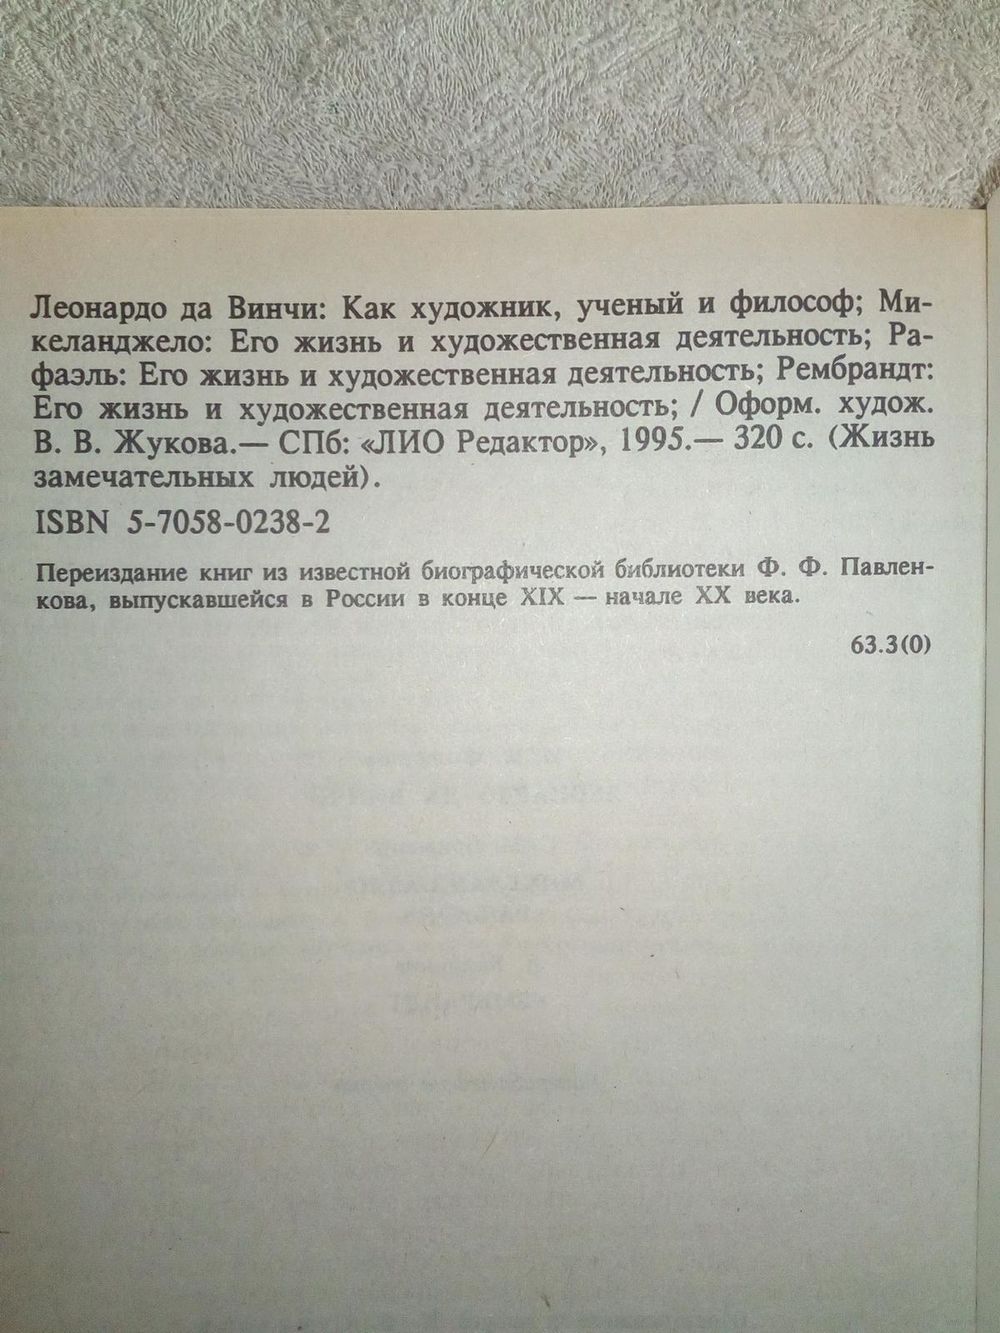 Леонардо да Винчи: Как художник, ученый и философ; Ми-
келанджело: Его жизнь и художественная деятельность; Ра-
фаэль: Его жизнь и художественная деятельность; Рембрандт:
Его жизнь и художественная деятельность; / Оформ. худож.
В. В. Жукова.— СПб: «ЛИО Редактор», 1995.— 320 с. (Жизнь
замечательных людей).
ISBN 5-7058-0238-2
Переиздание книг из известной биографической библиотеки Ф. Ф. Павлен-
кова, выпускавшейся в России в конце XIX — начале XX века.
63.3(0)